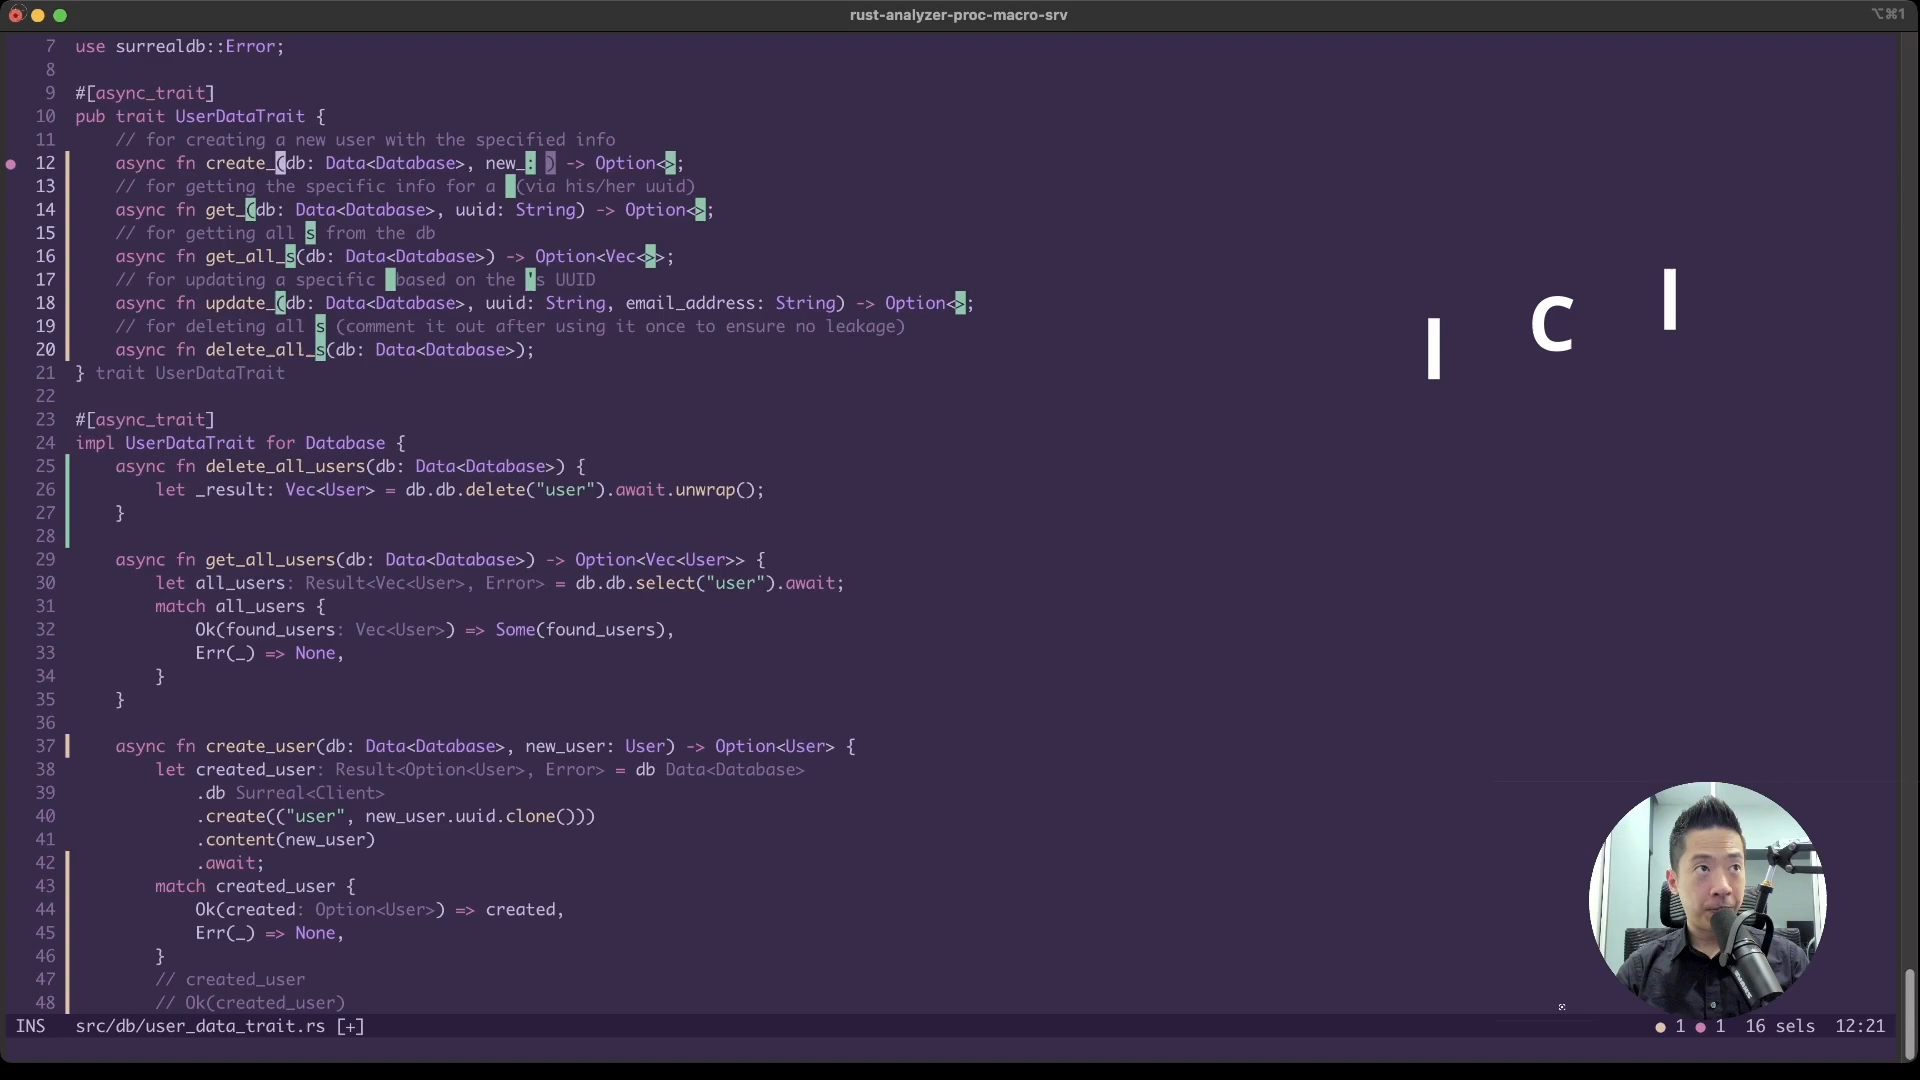 rust-analyzer-proc-macro-srv
⌥⌘1
7 use surrealdb::Error;
8
9 #[async_trait]
10 pub trait UserDataTrait {
11     // for creating a new user with the specified info
12     async fn create_(db: Data<Database>, new_: ) -> Option<>;
13     // for getting the specific info for a (via his/her uuid)
14     async fn get_(db: Data<Database>, uuid: String) -> Option<>;
15     // for getting all s from the db
16     async fn get_all_s(db: Data<Database>) -> Option<Vec<>>;
17     // for updating a specific based on the 's UUID
18     async fn update_(db: Data<Database>, uuid: String, email_address: String) -> Option<>;
19     // for deleting all s (comment it out after using it once to ensure no leakage)
20     async fn delete_all_s(db: Data<Database>);
21 } trait UserDataTrait
22
23 #[async_trait]
24 impl UserDataTrait for Database {
25     async fn delete_all_users(db: Data<Database>) {
26         let _result: Vec<User> = db.db.delete("user").await.unwrap();
27     }
28
29     async fn get_all_users(db: Data<Database>) -> Option<Vec<User>> {
30         let all_users: Result<Vec<User>, Error> = db.db.select("user").await;
31         match all_users {
32             Ok(found_users: Vec<User>) => Some(found_users),
33             Err(_) => None,
34         }
35     }
36
37     async fn create_user(db: Data<Database>, new_user: User) -> Option<User> {
38         let created_user: Result<Option<User>, Error> = db Data<Database>
39             .db Surreal<Client>
40             .create(("user", new_user.uuid.clone()))
41             .content(new_user)
42             .await;
43         match created_user {
44             Ok(created: Option<User>) => created,
45             Err(_) => None,
46         }
47         // created_user
48         // Ok(created_user)
l c l
INS src/db/user_data_trait.rs [+]
1 1 16 sels 12:21